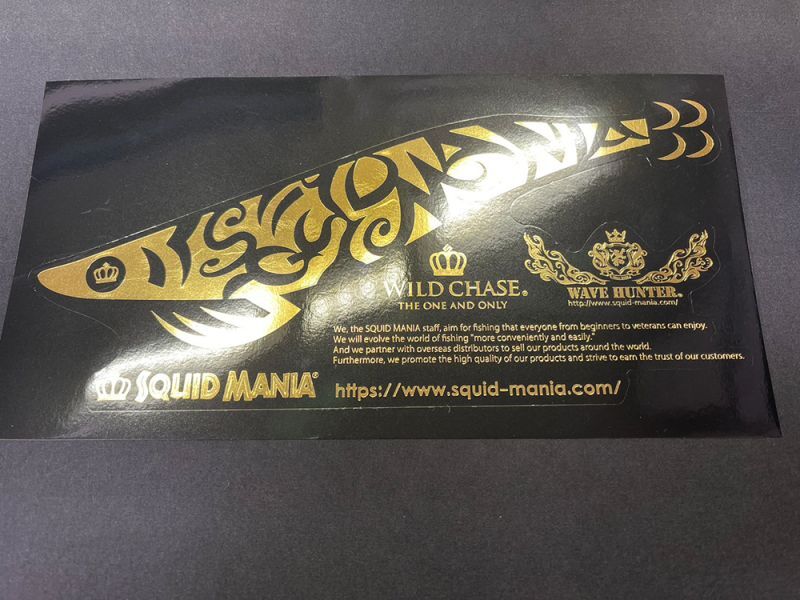 WILD CHASE®
THE ONE AND ONLY
WAVE HUNTER®
http://www.squid-mania.com/
We, the SQUID MANIA staff, aim for fishing that everyone from beginners to veterans can enjoy.
We will evolve the world of fishing "more conveniently and easily."
And we partner with overseas distributors to sell our products around the world.
Furthermore, we promote the high quality of our products and strive to earn the trust of our customers.
SQUID MANIA®
https://www.squid-mania.com/